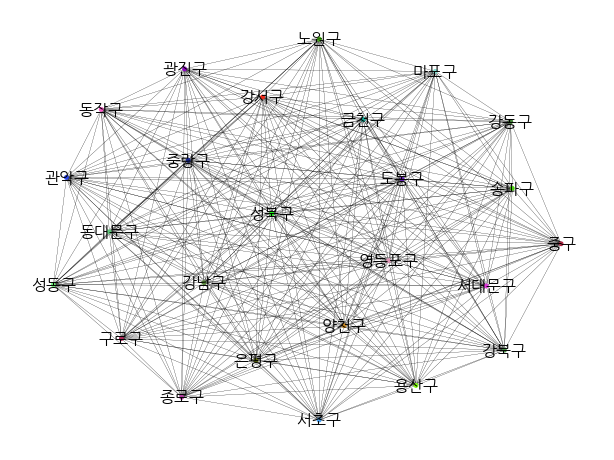 노원구
광진구
마포구
강서구
동작구
금천구
강동구
중랑구
관악구
도봉구
송파구
성북구
동대문구
중구
영등포구
성동구
강남구
서대문구
양천구
구로구
강북구
은평구
용산구
종로구
서초구